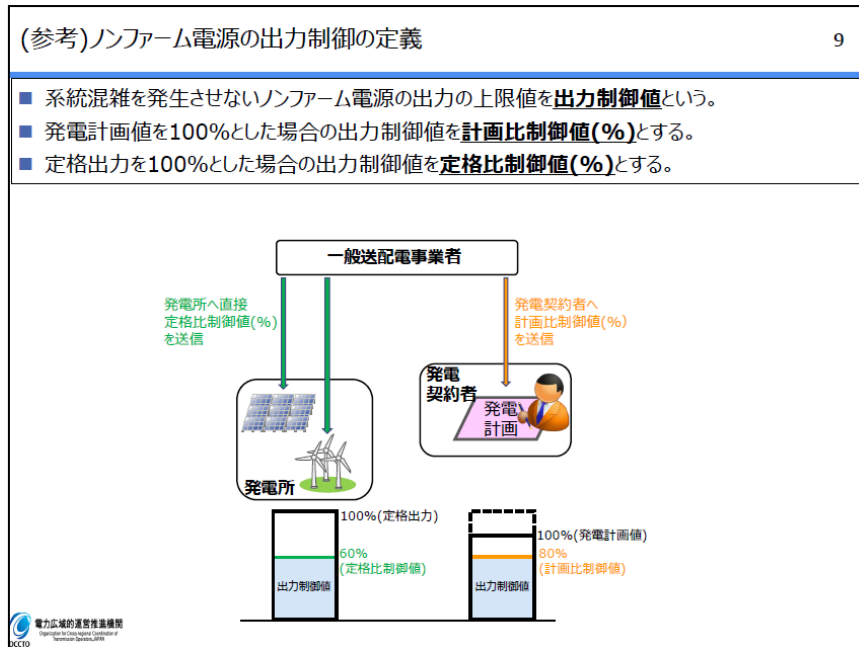 (参考)ノンファーム電源の出力制御の定義
9
■ 系統混雑を発生させないノンファーム電源の出力の上限値を出力制御値という。
■ 発電計画値を100%とした場合の出力制御値を計画比制御値(%)とする。
■ 定格出力を100%とした場合の出力制御値を定格比制御値(%)とする。
一般送配電事業者
発電所へ直接
定格比制御値(%)
を送信
発電契約者へ
計画比制御値(%)
を送信
発電
契約者
発電
計画
発電所
100%(定格出力)
60%
(定格比制御値)
出力制御値
100%(発電計画値)
80%
(計画比制御値)
出力制御値
電力広域的運営推進機関
Organization for Cross-regional Coordination of
Transmission Operators, JAPAN
OCCTO